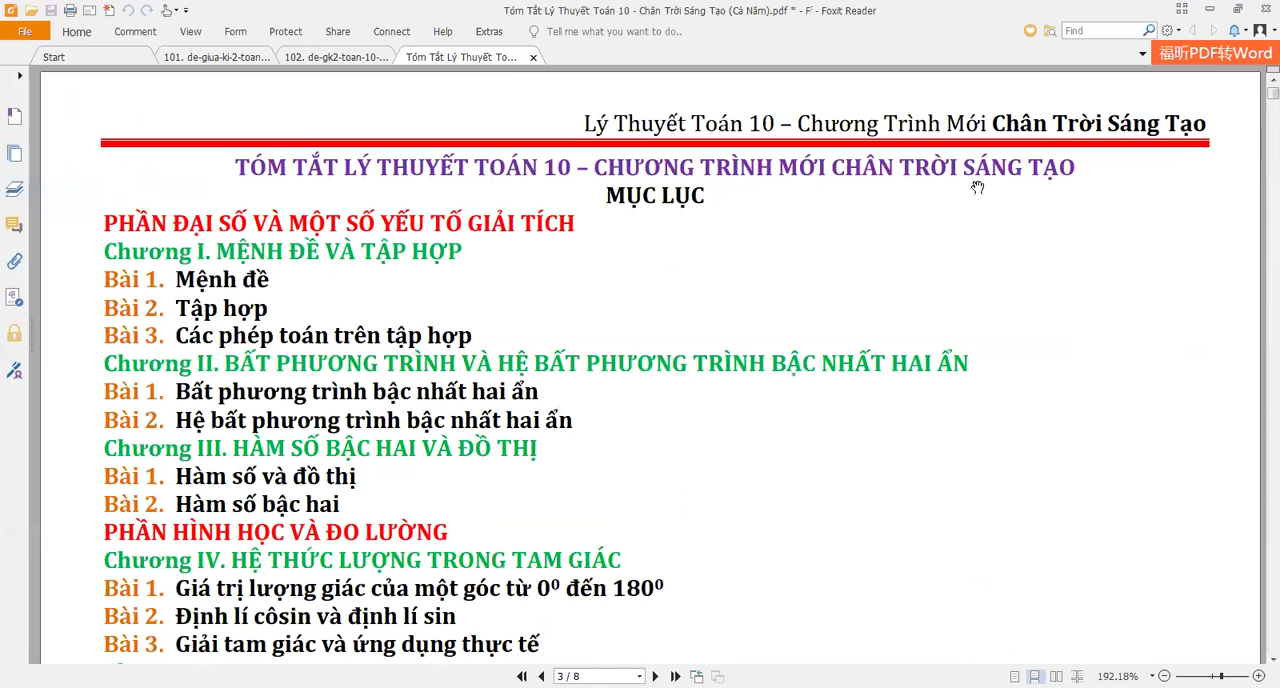 Tóm Tắt Lý Thuyết Toán 10 - Chân Trời Sáng Tạo (Cả Năm).pdf * - F - Foxit Reader
File Home Comment View Form Protect Share Connect Help Extras Tell me what you want to do.. Find
Start 101. de-giua-ki-2-toan... 102. de-gk2-toan-10-... Tóm Tắt Lý Thuyết To... 福昕PDF转Word
Lý Thuyết Toán 10 – Chương Trình Mới Chân Trời Sáng Tạo
TÓM TẮT LÝ THUYẾT TOÁN 10 – CHƯƠNG TRÌNH MỚI CHÂN TRỜI SÁNG TẠO
MỤC LỤC
PHẦN ĐẠI SỐ VÀ MỘT SỐ YẾU TỐ GIẢI TÍCH
Chương I. MỆNH ĐỀ VÀ TẬP HỢP
Bài 1. Mệnh đề
Bài 2. Tập hợp
Bài 3. Các phép toán trên tập hợp
Chương II. BẤT PHƯƠNG TRÌNH VÀ HỆ BẤT PHƯƠNG TRÌNH BẬC NHẤT HAI ẨN
Bài 1. Bất phương trình bậc nhất hai ẩn
Bài 2. Hệ bất phương trình bậc nhất hai ẩn
Chương III. HÀM SỐ BẬC HAI VÀ ĐỒ THỊ
Bài 1. Hàm số và đồ thị
Bài 2. Hàm số bậc hai
PHẦN HÌNH HỌC VÀ ĐO LƯỜNG
Chương IV. HỆ THỨC LƯỢNG TRONG TAM GIÁC
Bài 1. Giá trị lượng giác của một góc từ 0⁰ đến 180⁰
Bài 2. Định lí côsin và định lí sin
Bài 3. Giải tam giác và ứng dụng thực tế
3 / 8 192.18%